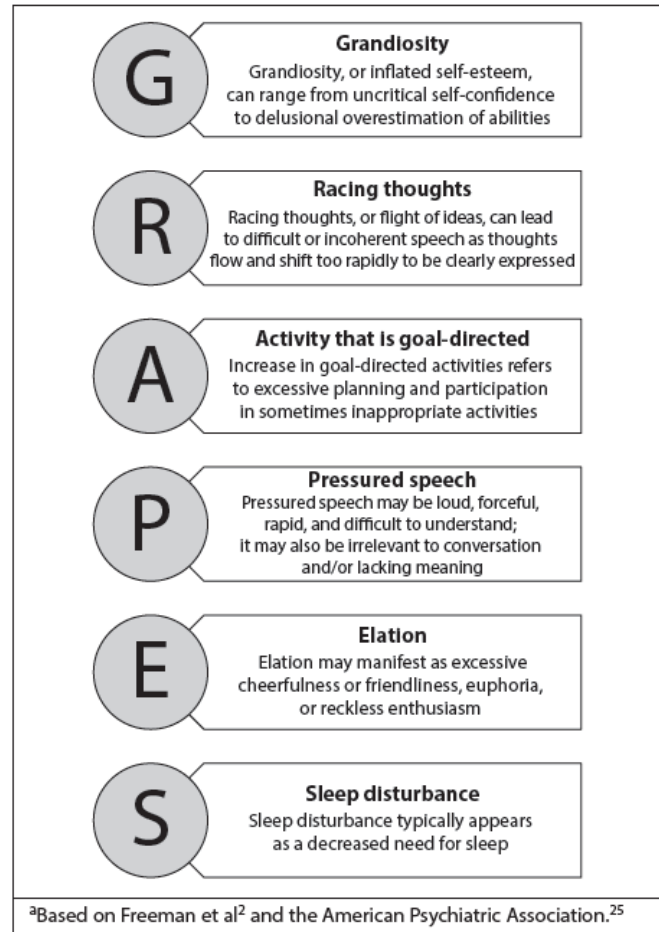 G
Grandiosity
Grandiosity, or inflated self-esteem,
can range from uncritical self-confidence
to delusional overestimation of abilities
R
Racing thoughts
Racing thoughts, or flight of ideas, can lead
to difficult or incoherent speech as thoughts
flow and shift too rapidly to be clearly expressed
A
Activity that is goal-directed
Increase in goal-directed activities refers
to excessive planning and participation
in sometimes inappropriate activities
P
Pressured speech
Pressured speech may be loud, forceful,
rapid, and difficult to understand;
it may also be irrelevant to conversation
and/or lacking meaning
E
Elation
Elation may manifest as excessive
cheerfulness or friendliness, euphoria,
or reckless enthusiasm
S
Sleep disturbance
Sleep disturbance typically appears
as a decreased need for sleep
aBased on Freeman et al2 and the American Psychiatric Association.25